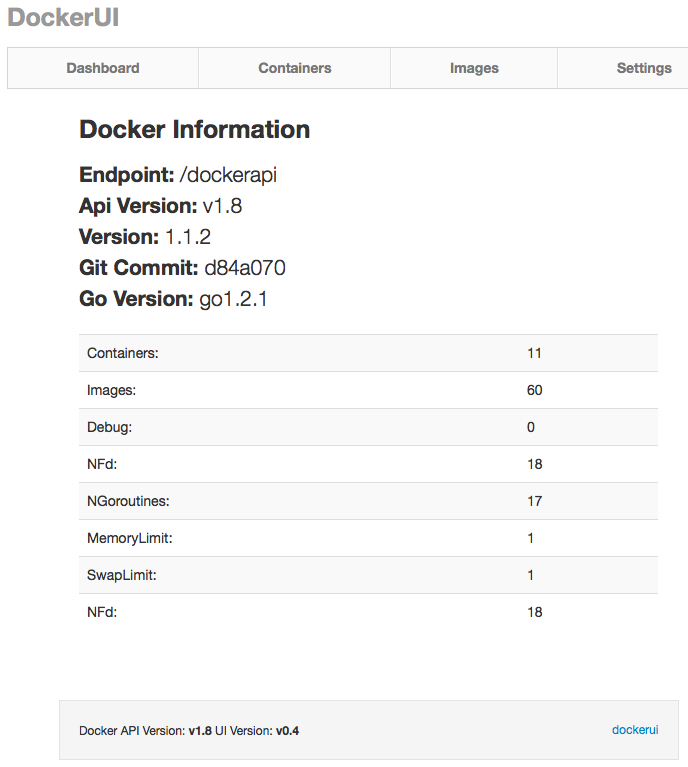 DockerUI
Dashboard Containers Images Settings
Docker Information
Endpoint: /dockerapi
Api Version: v1.8
Version: 1.1.2
Git Commit: d84a070
Go Version: go1.2.1
Containers: 11
Images: 60
Debug: 0
NFd: 18
NGoroutines: 17
MemoryLimit: 1
SwapLimit: 1
NFd: 18
Docker API Version: v1.8 UI Version: v0.4 dockerui